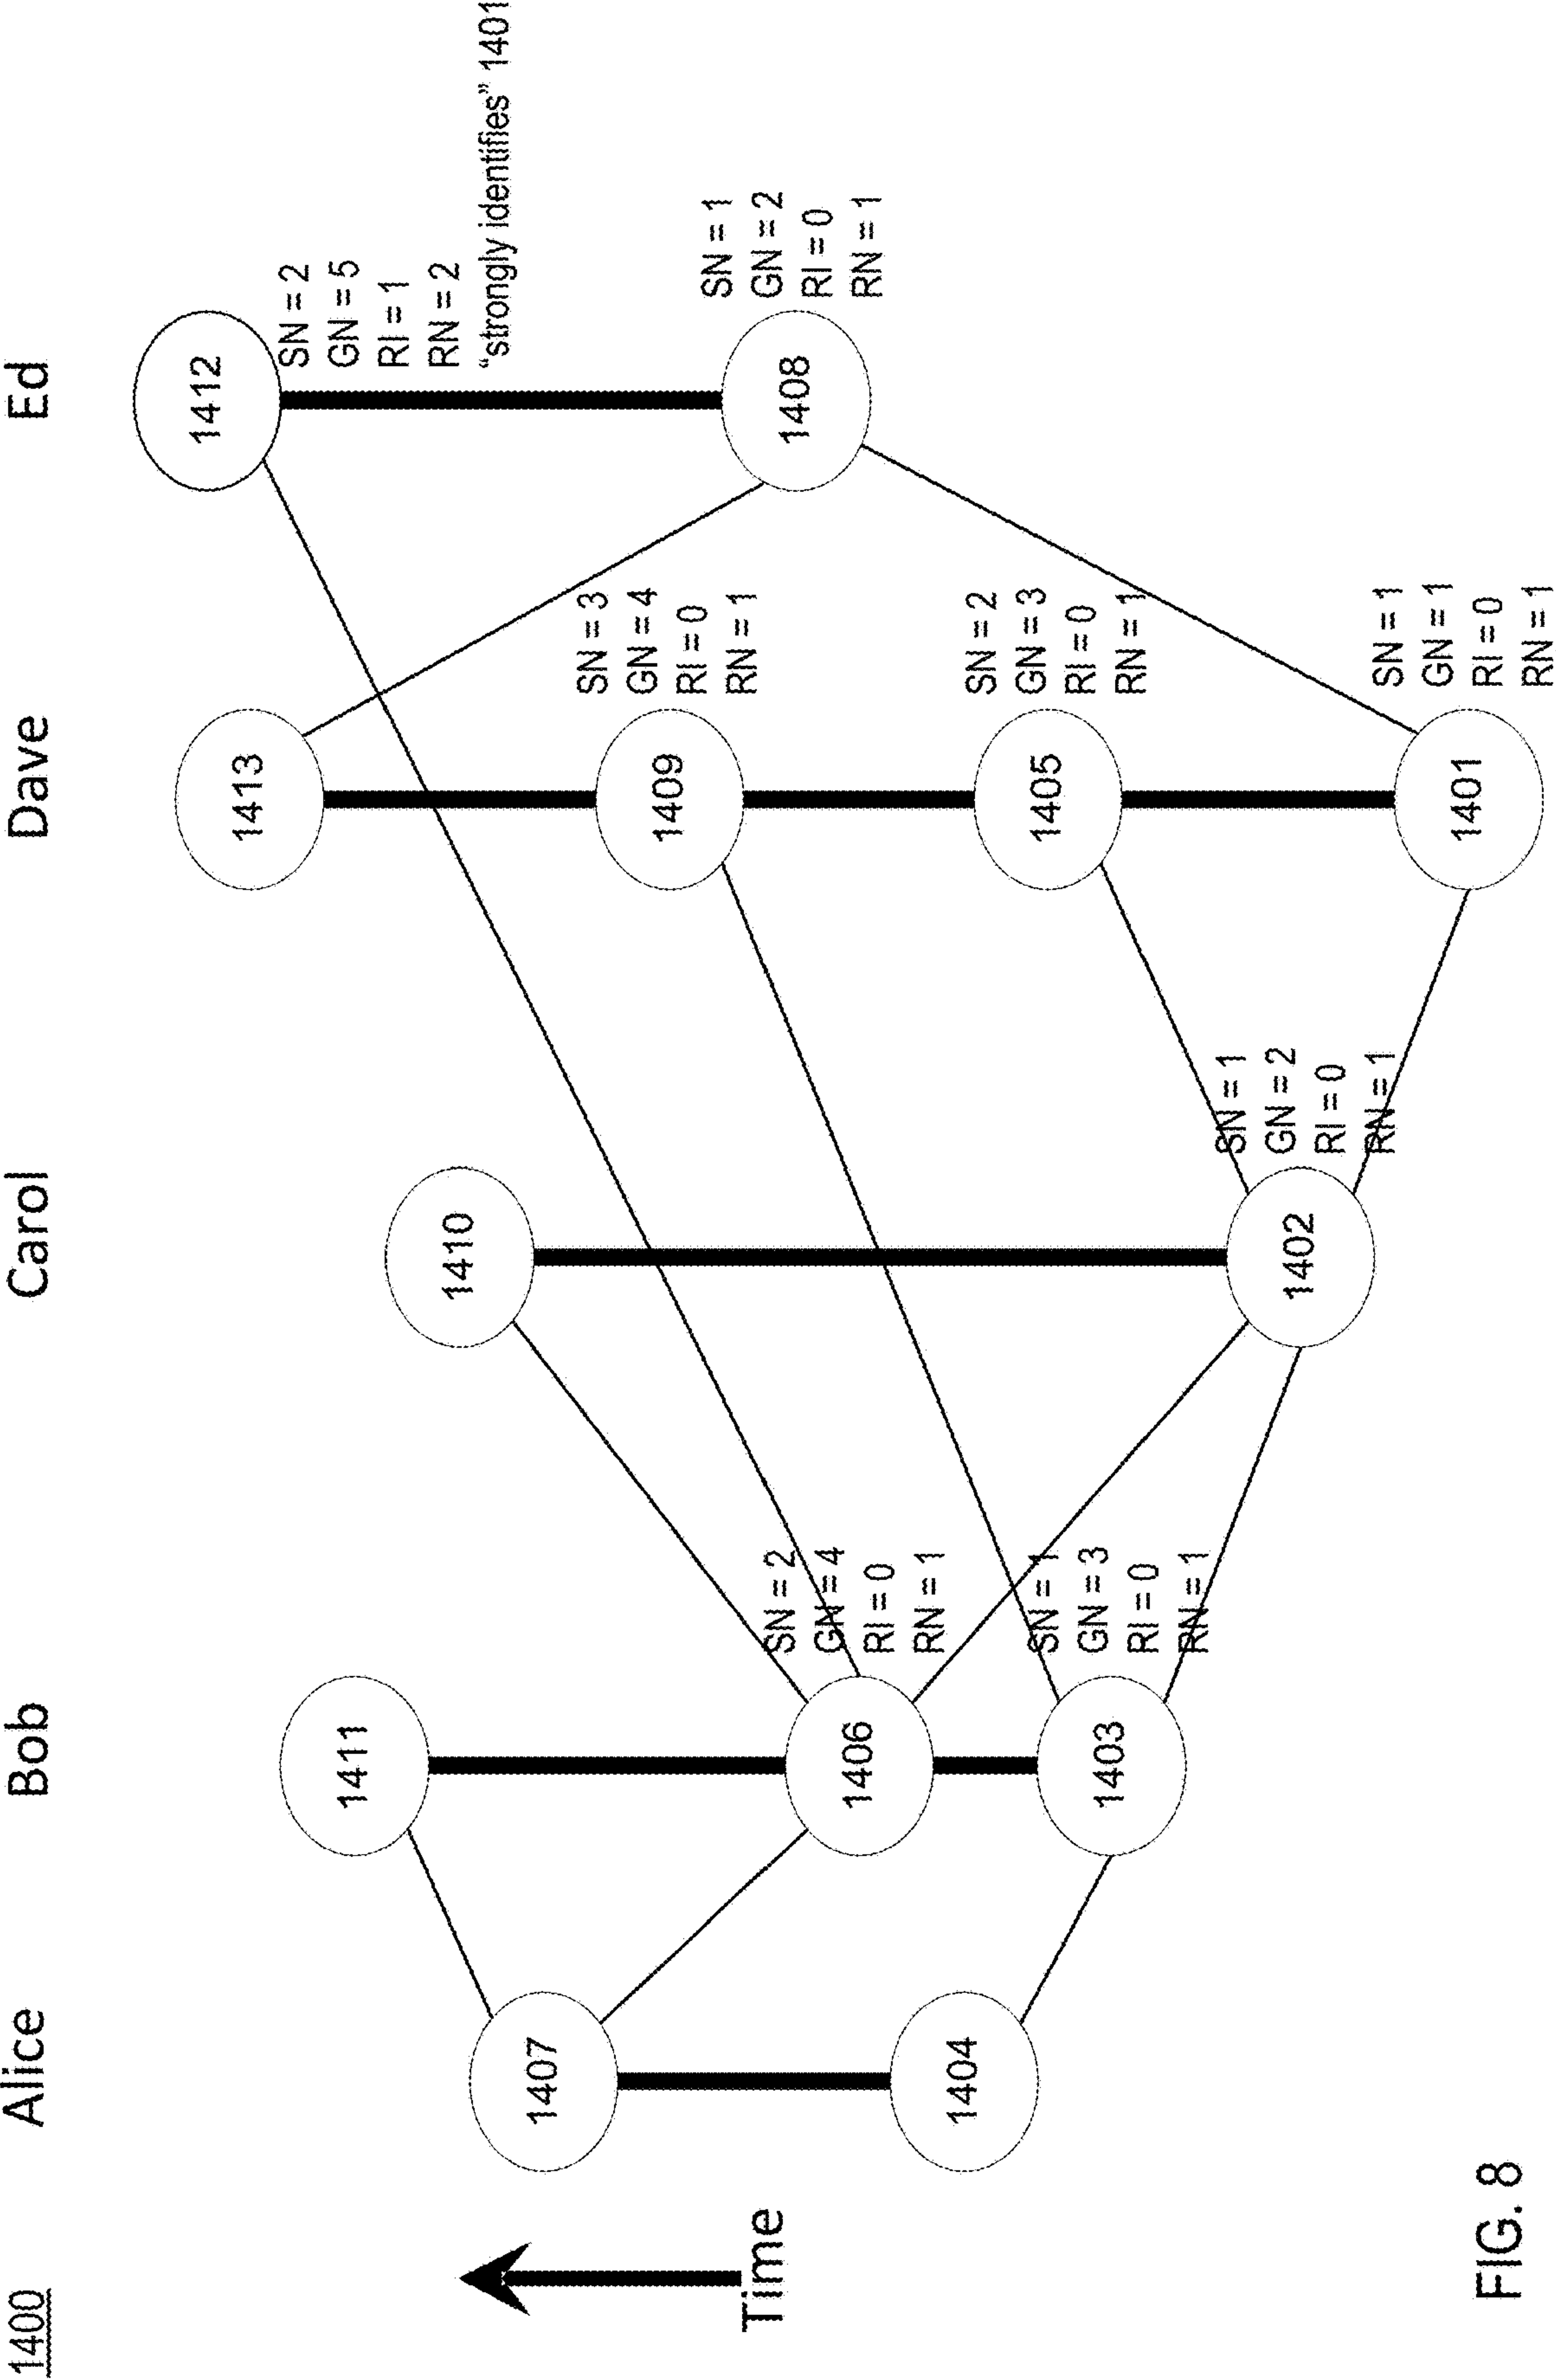 1400
Alice
Bob
Carol
Dave
Ed
1412
SN = 2
GN = 5
RI = 1
RN = 2
"strongly identifies" 1401
1413
1411
1410
1407
1409
SN = 3
GN = 4
RI = 0
RN = 1
1408
SN = 1
GN = 2
RI = 0
RN = 1
1406
SN = 2
GN = 4
RI = 0
RN = 1
1405
SN = 2
GN = 3
RI = 0
RN = 1
1404
1403
SN = 1
GN = 3
RI = 0
RN = 1
1402
SN = 1
GN = 2
RI = 0
RN = 1
1401
SN = 1
GN = 1
RI = 0
RN = 1
Time
FIG. 8